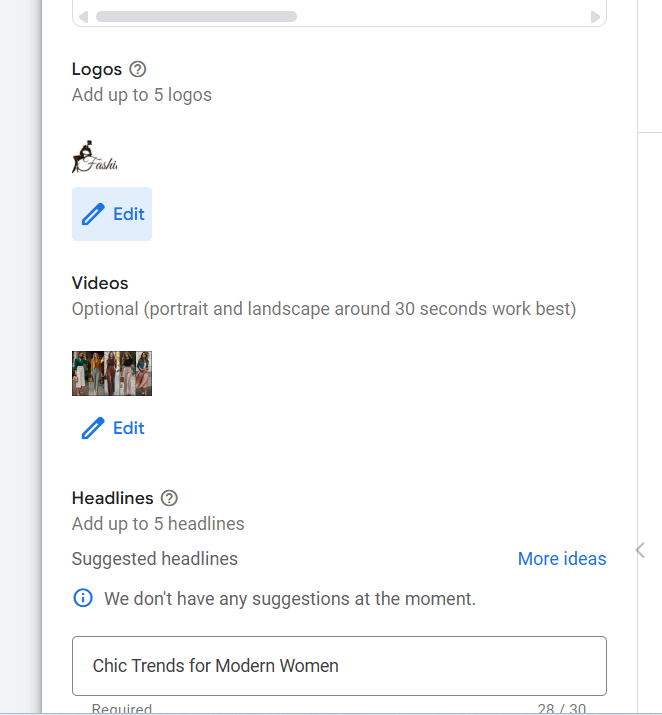 Logos
Add up to 5 logos
Edit
Videos
Optional (portrait and landscape around 30 seconds work best)
Edit
Headlines
Add up to 5 headlines
Suggested headlines More ideas
We don't have any suggestions at the moment.
Chic Trends for Modern Women
Required 28 / 30